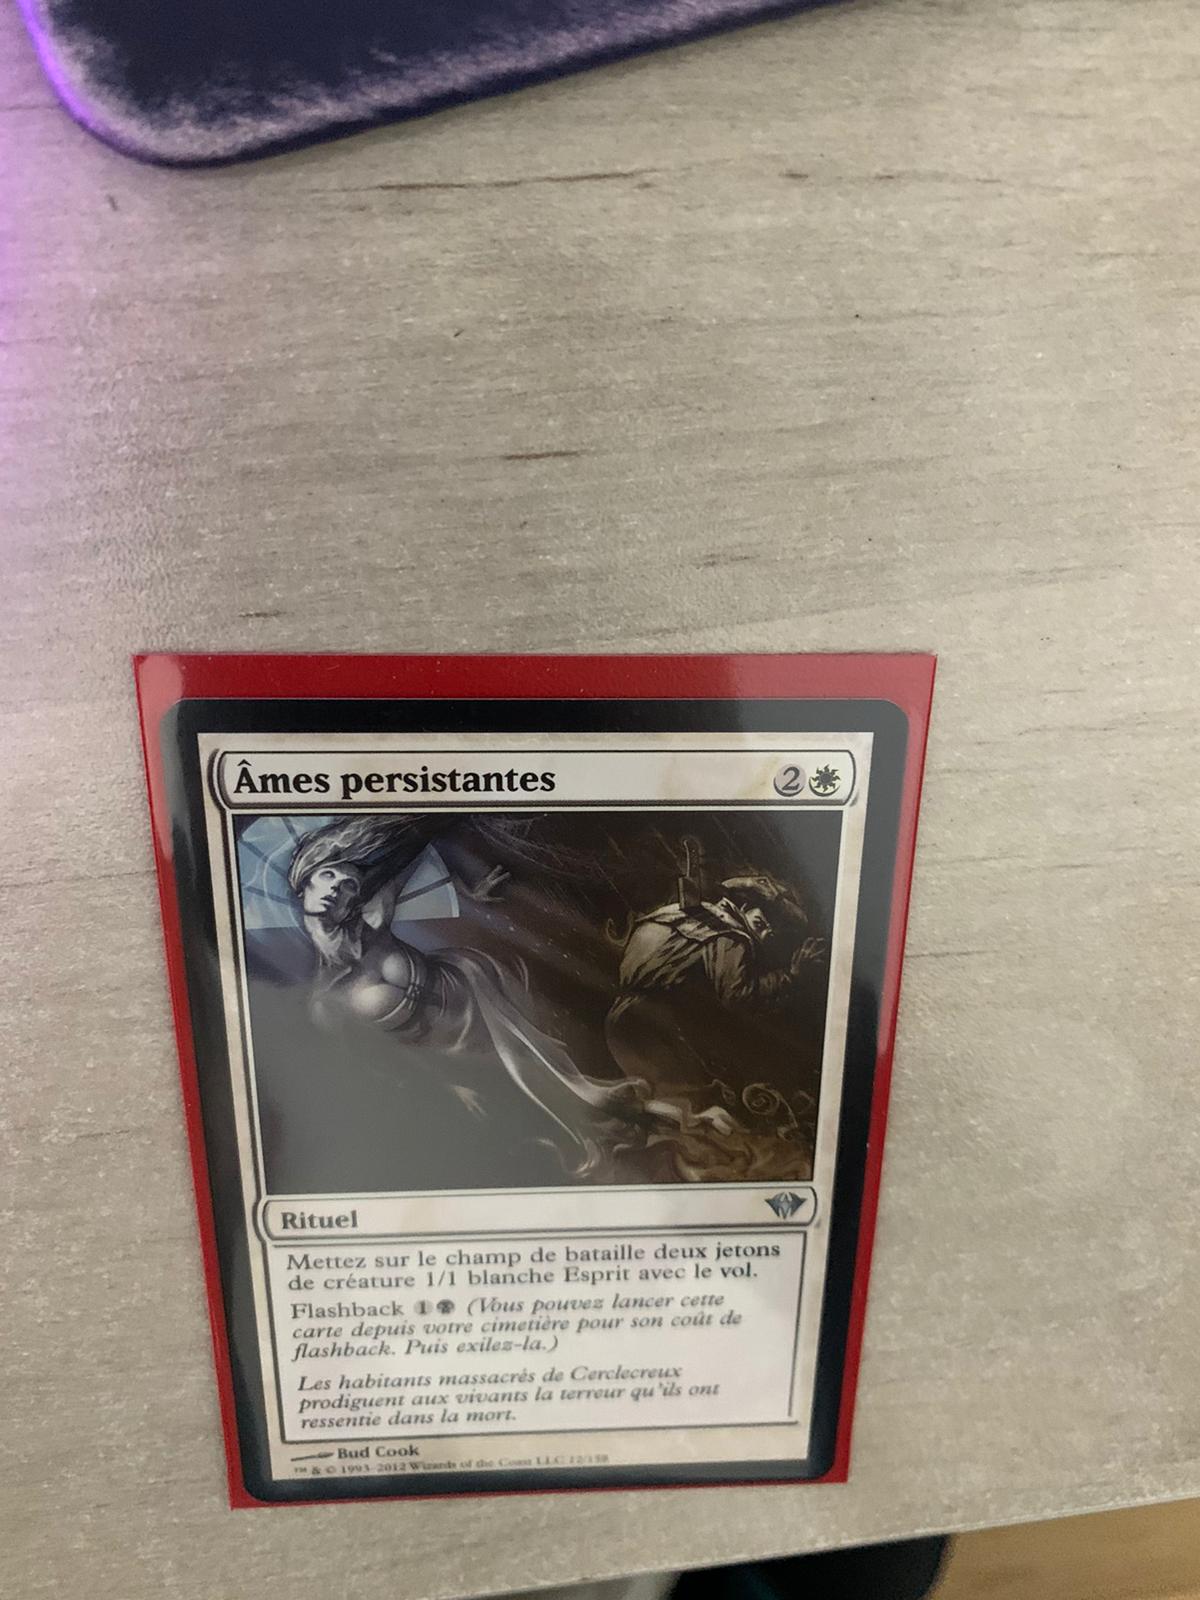 Âmes persistantes 2
Rituel
Mettez sur le champ de bataille deux jetons
de créature 1/1 blanche Esprit avec le vol.
Flashback 1 (Vous pouvez lancer cette
carte depuis votre cimetière pour son coût de
flashback. Puis exilez-la.)
Les habitants massacrés de Cerclecreux
prodiguent aux vivants la terreur qu'ils ont
ressentie dans la mort.
Bud Cook
™ & © 1993–2012 Wizards of the Coast LLC 12/158